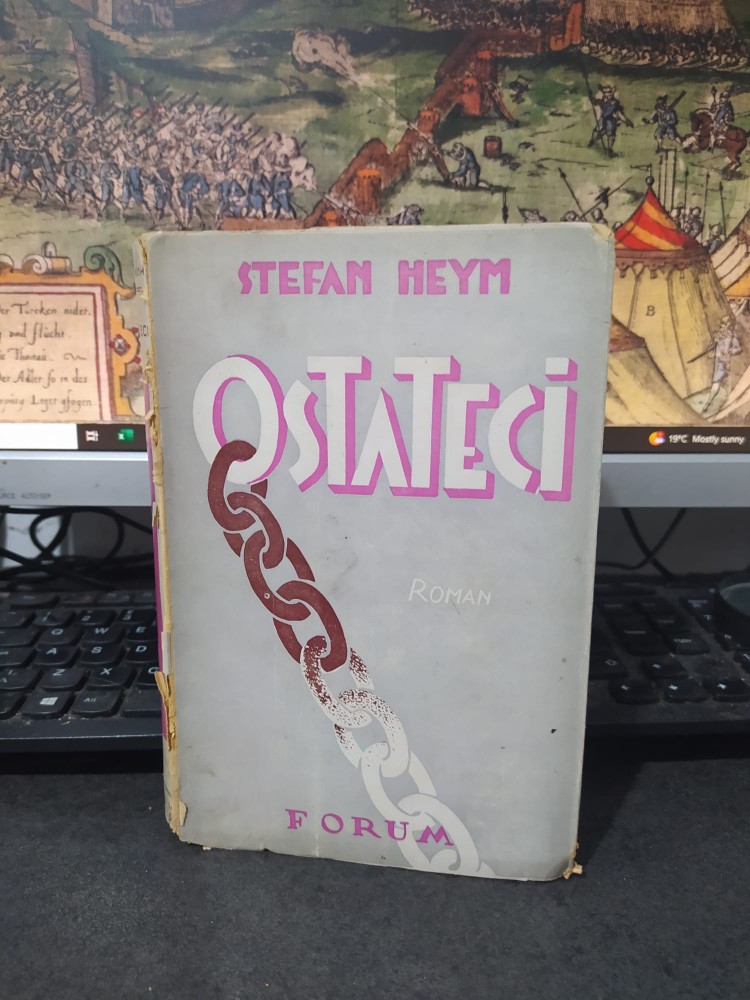 STEFAN HEYM
OSTATECI
ROMAN
FORUM
der Türcken nider.
und flücht
Der Adler so in des
Leger gfogen
B
19°C Mostly sunny
Q W E
A S D
Z X C
Alt